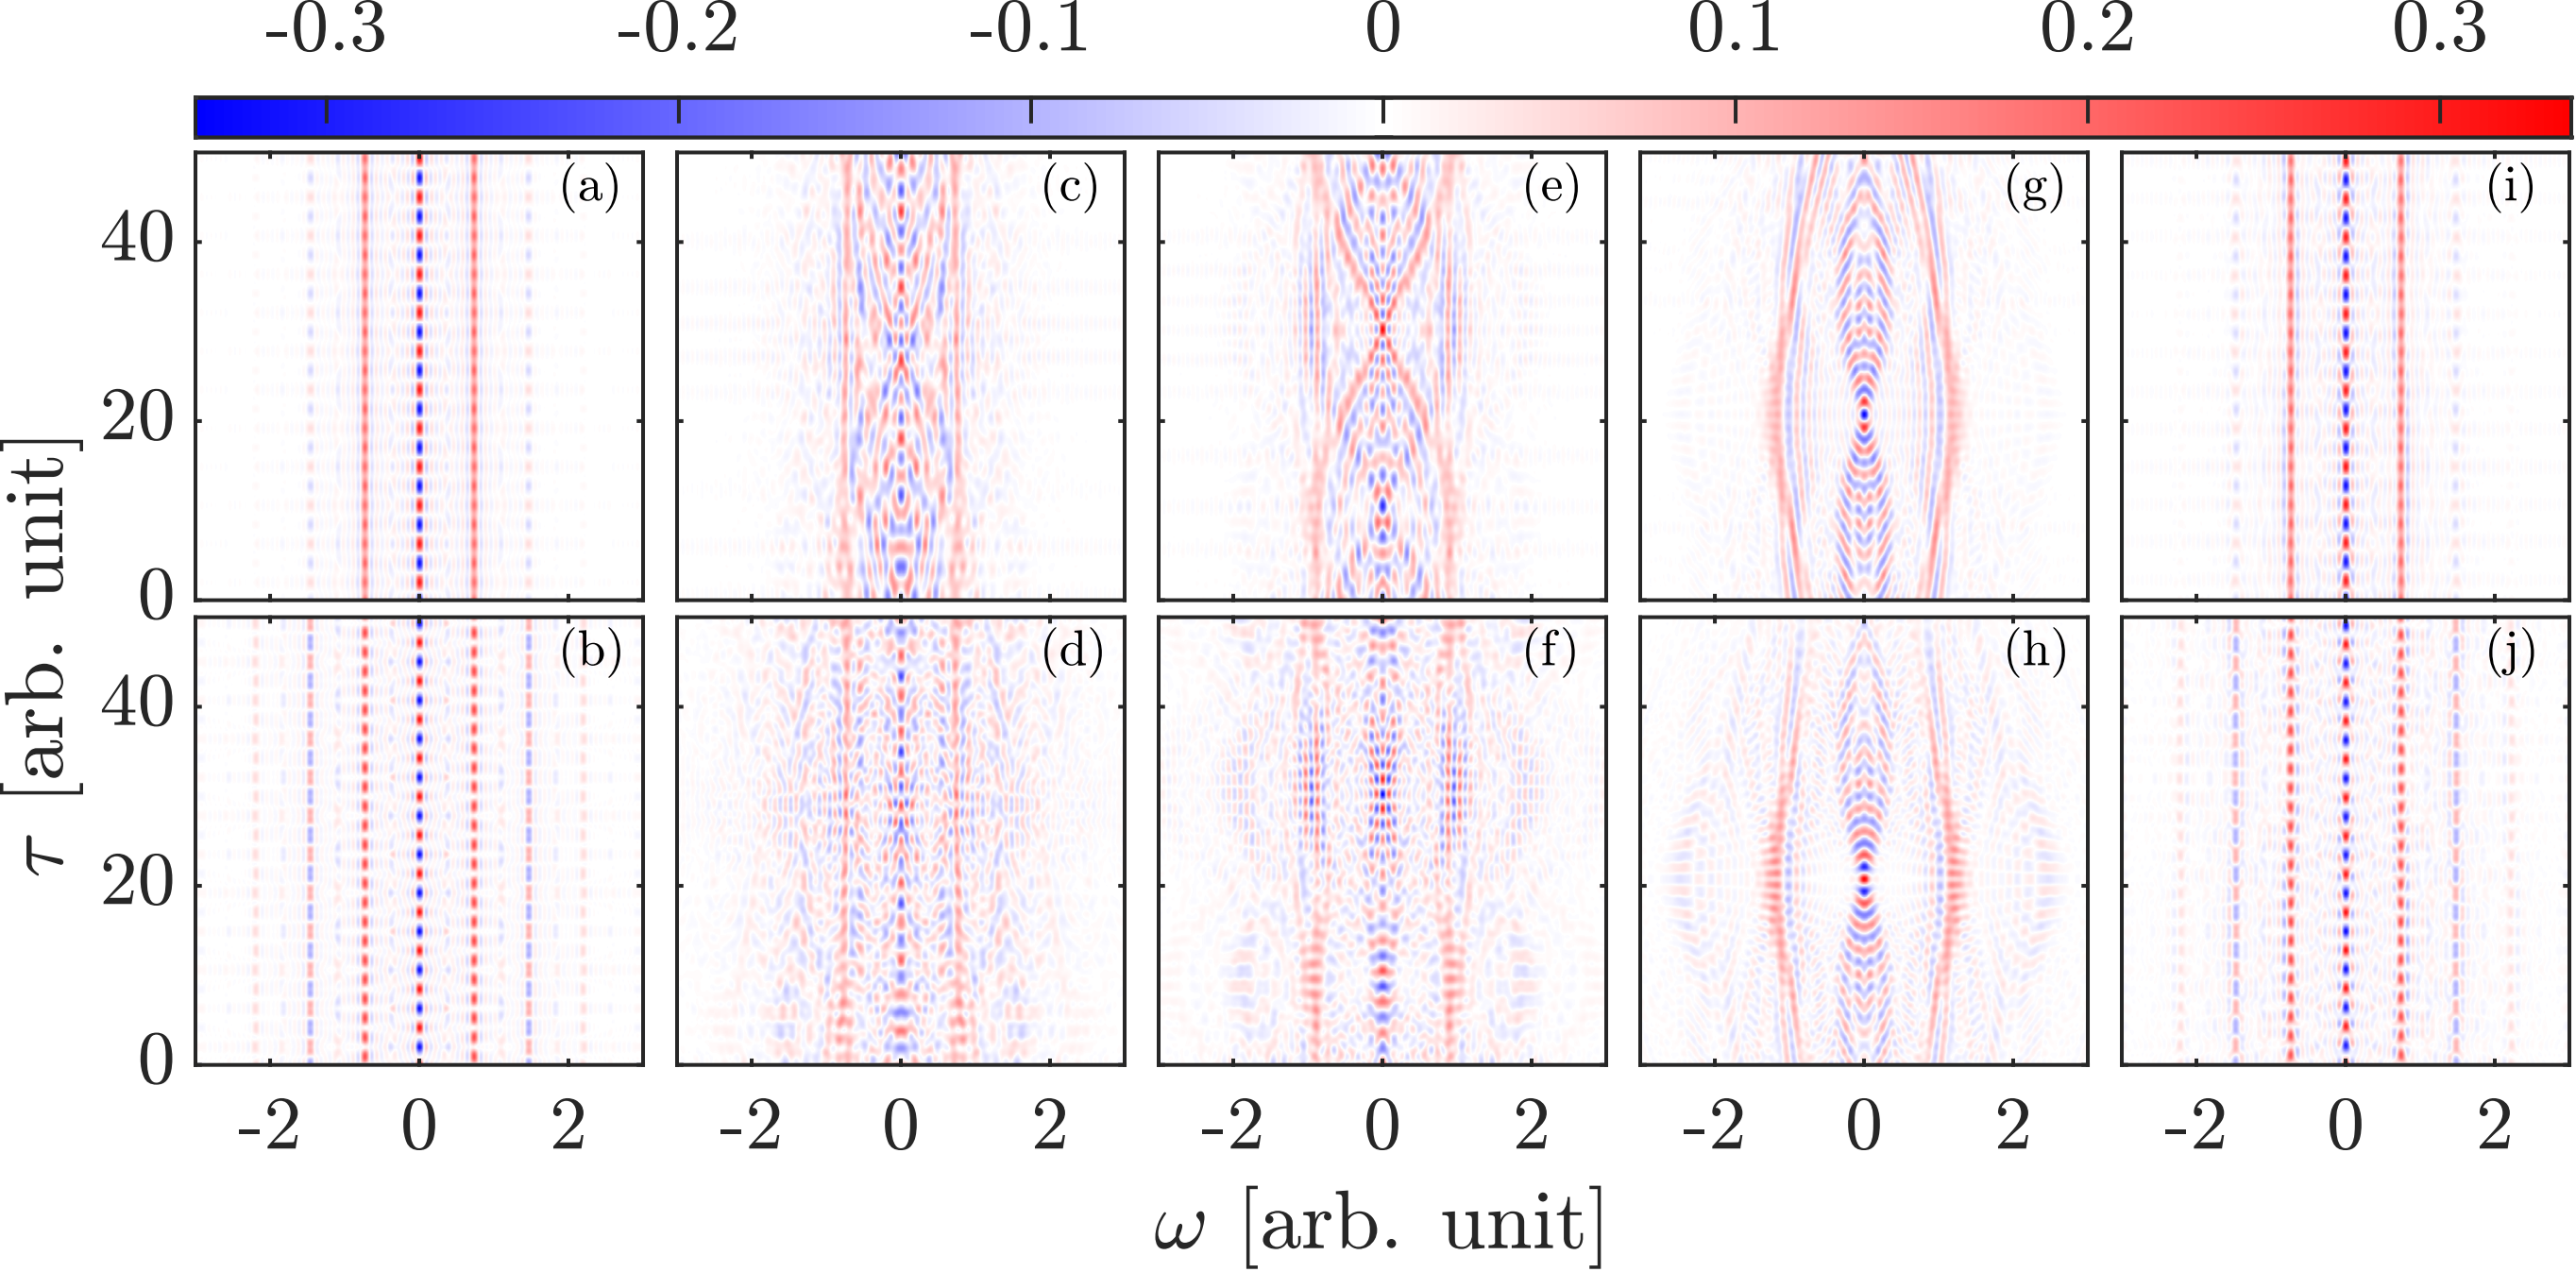 -0.3 -0.2 -0.1 0 0.1 0.2 0.3
(a) (c) (e) (g) (i)
40
20
0
(b) (d) (f) (h) (j)
40
20
0
τ [arb. unit]
-2 0 2 -2 0 2 -2 0 2 -2 0 2 -2 0 2
ω [arb. unit]